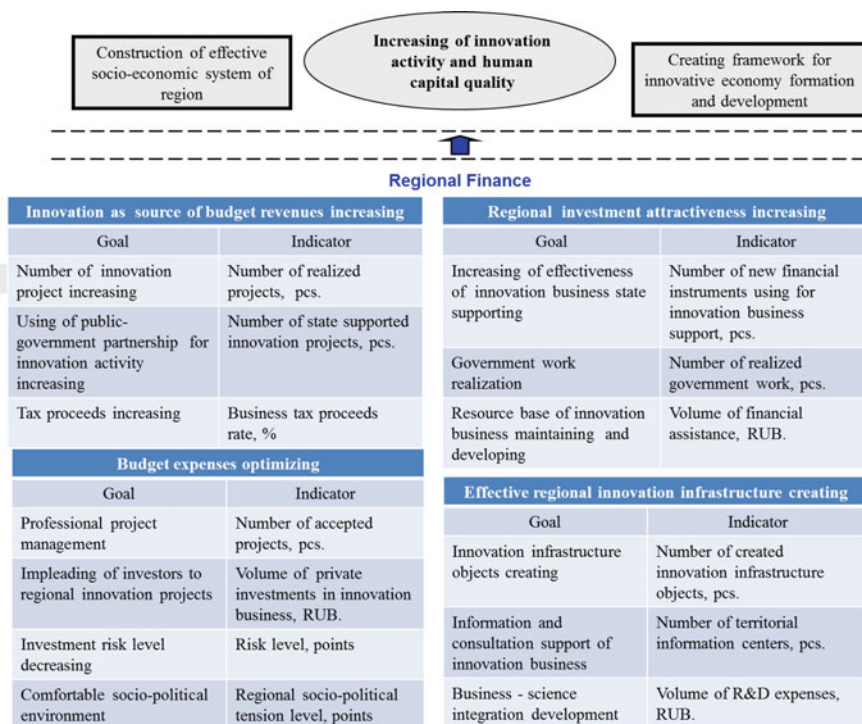 Construction of effective
socio-economic system of
region
Increasing of innovation
activity and human
capital quality
Creating framework for
innovative economy formation
and development
Regional Finance
Innovation as source of budget revenues increasing
Goal Indicator
Number of innovation
project increasing
Number of realized
projects, pcs.
Using of public-
government partnership for
innovation activity
increasing
Number of state supported
innovation projects, pcs.
Tax proceeds increasing
Business tax proceeds
rate, %
Budget expenses optimizing
Goal Indicator
Professional project
management
Number of accepted
projects, pcs.
Impleading of investors to
regional innovation projects
Volume of private
investments in innovation
business, RUB.
Investment risk level
decreasing
Risk level, points
Comfortable socio-political
environment
Regional socio-political
tension level, points
Regional investment attractiveness increasing
Goal Indicator
Increasing of effectiveness
of innovation business state
supporting
Number of new financial
instruments using for
innovation business
support, pcs.
Government work
realization
Number of realized
government work, pcs.
Resource base of innovation
business maintaining and
developing
Volume of financial
assistance, RUB.
Effective regional innovation infrastructure creating
Goal Indicator
Innovation infrastructure
objects creating
Number of created
innovation infrastructure
objects, pcs.
Information and
consultation support of
innovation business
Number of territorial
information centers, pcs.
Business - science
integration development
Volume of R&D expenses,
RUB.